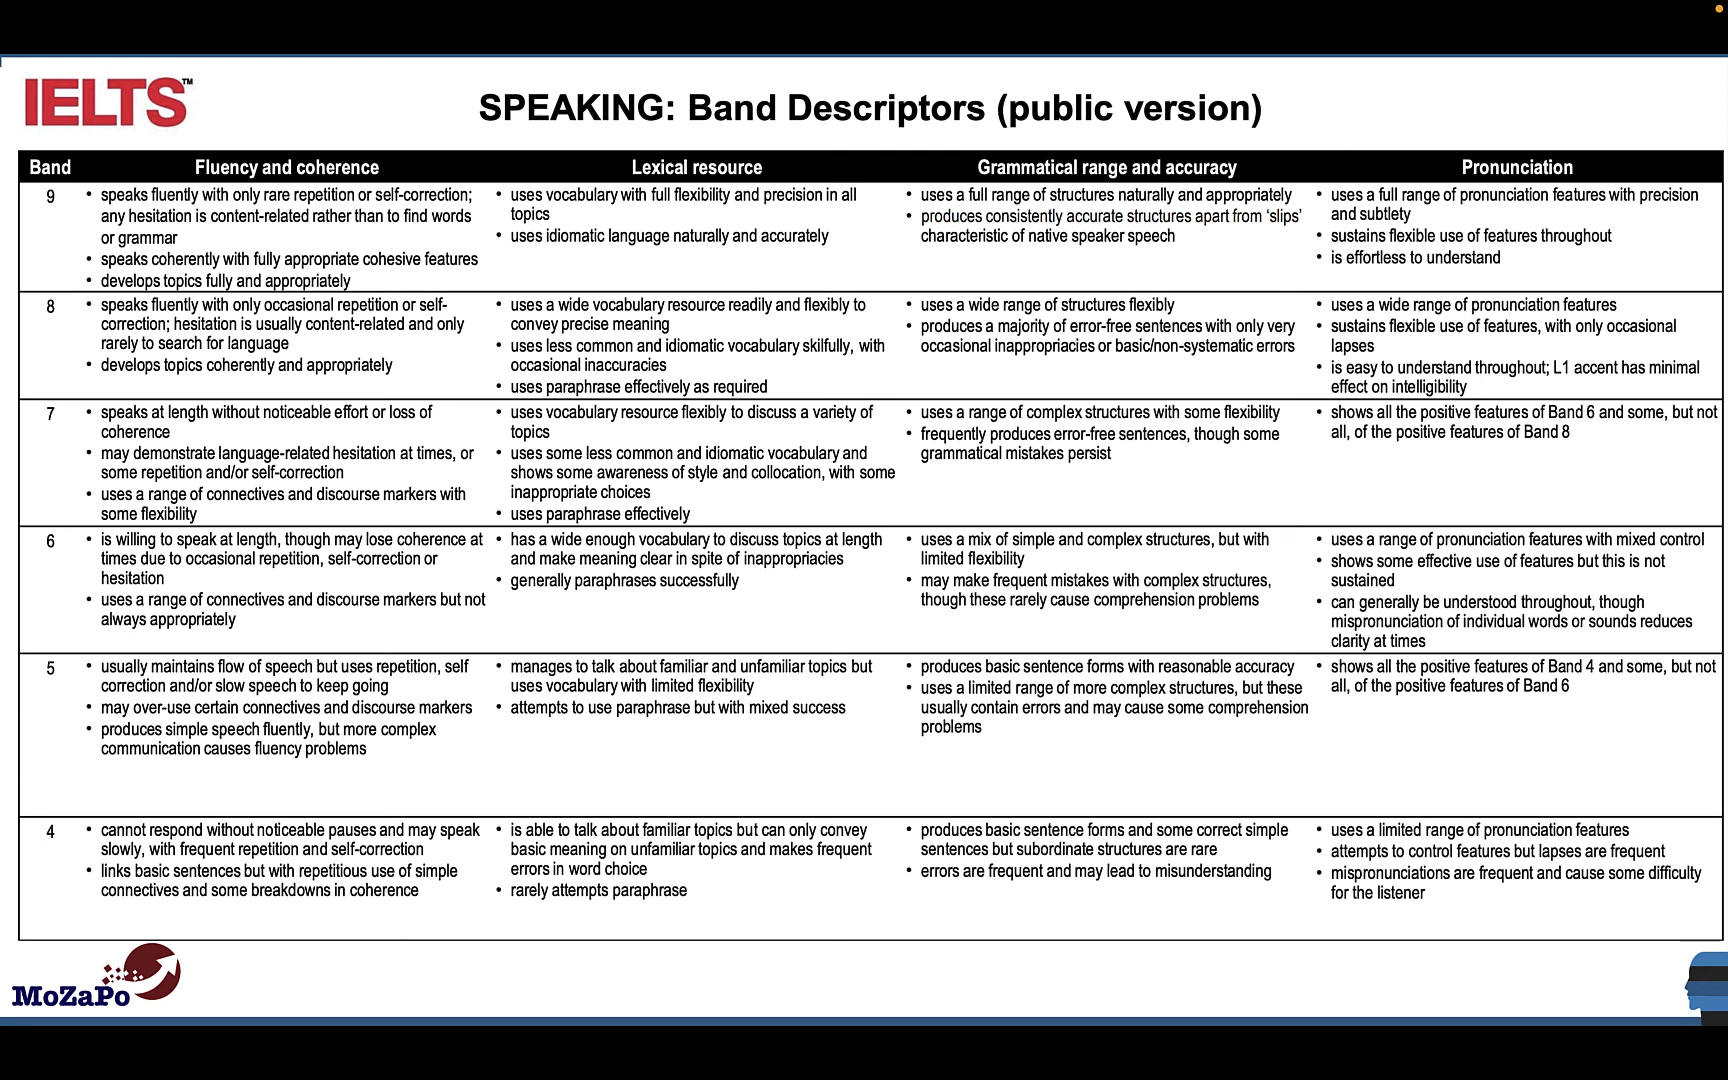 IELTS™
SPEAKING: Band Descriptors (public version)
Band Fluency and coherence Lexical resource Grammatical range and accuracy Pronunciation
9
• speaks fluently with only rare repetition or self-correction;
any hesitation is content-related rather than to find words
or grammar
• speaks coherently with fully appropriate cohesive features
• develops topics fully and appropriately
• uses vocabulary with full flexibility and precision in all
topics
• uses idiomatic language naturally and accurately
• uses a full range of structures naturally and appropriately
• produces consistently accurate structures apart from ‘slips’
characteristic of native speaker speech
• uses a full range of pronunciation features with precision
and subtlety
• sustains flexible use of features throughout
• is effortless to understand
8
• speaks fluently with only occasional repetition or self-
correction; hesitation is usually content-related and only
rarely to search for language
• develops topics coherently and appropriately
• uses a wide vocabulary resource readily and flexibly to
convey precise meaning
• uses less common and idiomatic vocabulary skilfully, with
occasional inaccuracies
• uses paraphrase effectively as required
• uses a wide range of structures flexibly
• produces a majority of error-free sentences with only very
occasional inappropriacies or basic/non-systematic errors
• uses a wide range of pronunciation features
• sustains flexible use of features, with only occasional
lapses
• is easy to understand throughout; L1 accent has minimal
effect on intelligibility
7
• speaks at length without noticeable effort or loss of
coherence
• may demonstrate language-related hesitation at times, or
some repetition and/or self-correction
• uses a range of connectives and discourse markers with
some flexibility
• uses vocabulary resource flexibly to discuss a variety of
topics
• uses some less common and idiomatic vocabulary and
shows some awareness of style and collocation, with some
inappropriate choices
• uses paraphrase effectively
• uses a range of complex structures with some flexibility
• frequently produces error-free sentences, though some
grammatical mistakes persist
• shows all the positive features of Band 6 and some, but not
all, of the positive features of Band 8
6
• is willing to speak at length, though may lose coherence at
times due to occasional repetition, self-correction or
hesitation
• uses a range of connectives and discourse markers but not
always appropriately
• has a wide enough vocabulary to discuss topics at length
and make meaning clear in spite of inappropriacies
• generally paraphrases successfully
• uses a mix of simple and complex structures, but with
limited flexibility
• may make frequent mistakes with complex structures,
though these rarely cause comprehension problems
• uses a range of pronunciation features with mixed control
• shows some effective use of features but this is not
sustained
• can generally be understood throughout, though
mispronunciation of individual words or sounds reduces
clarity at times
5
• usually maintains flow of speech but uses repetition, self
correction and/or slow speech to keep going
• may over-use certain connectives and discourse markers
• produces simple speech fluently, but more complex
communication causes fluency problems
• manages to talk about familiar and unfamiliar topics but
uses vocabulary with limited flexibility
• attempts to use paraphrase but with mixed success
• produces basic sentence forms with reasonable accuracy
• uses a limited range of more complex structures, but these
usually contain errors and may cause some comprehension
problems
• shows all the positive features of Band 4 and some, but not
all, of the positive features of Band 6
4
• cannot respond without noticeable pauses and may speak
slowly, with frequent repetition and self-correction
• links basic sentences but with repetitious use of simple
connectives and some breakdowns in coherence
• is able to talk about familiar topics but can only convey
basic meaning on unfamiliar topics and makes frequent
errors in word choice
• rarely attempts paraphrase
• produces basic sentence forms and some correct simple
sentences but subordinate structures are rare
• errors are frequent and may lead to misunderstanding
• uses a limited range of pronunciation features
• attempts to control features but lapses are frequent
• mispronunciations are frequent and cause some difficulty
for the listener
MoZaPo